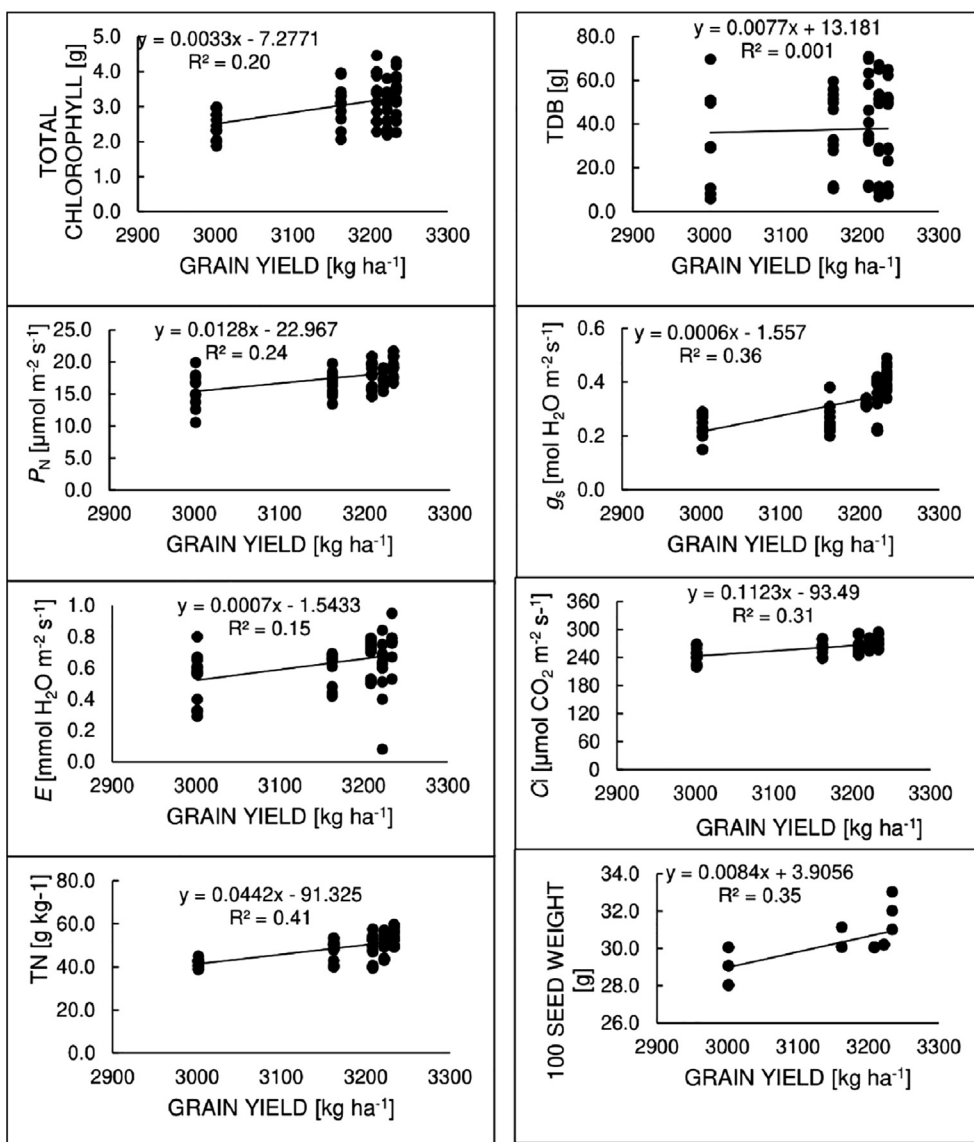 y = 0.0033x - 7.2771
R² = 0.20
5.0
4.0
3.0
2.0
1.0
0.0
TOTAL
CHLOROPHYLL [g]
2900 3000 3100 3200 3300
GRAIN YIELD [kg ha⁻¹]
y = 0.0077x + 13.181
R² = 0.001
80.0
60.0
40.0
20.0
0.0
TDB [g]
2900 3000 3100 3200 3300
GRAIN YIELD [kg ha⁻¹]
y = 0.0128x - 22.967
R² = 0.24
25.0
20.0
15.0
10.0
5.0
0.0
P_N [µmol m⁻² s⁻¹]
2900 3000 3100 3200 3300
GRAIN YIELD [kg ha⁻¹]
y = 0.0006x - 1.557
R² = 0.36
0.6
0.4
0.2
0.0
gₛ [mol H₂O m⁻² s⁻¹]
2900 3000 3100 3200 3300
GRAIN YIELD [kg ha⁻¹]
y = 0.0007x - 1.5433
R² = 0.15
1.0
0.8
0.6
0.4
0.2
0.0
E [mmol H₂O m⁻² s⁻¹]
2900 3000 3100 3200 3300
GRAIN YIELD [kg ha⁻¹]
y = 0.1123x - 93.49
R² = 0.31
360
300
240
180
120
60
0
Ci [µmol CO₂ m⁻² s-¹]
2900 3000 3100 3200 3300
GRAIN YIELD [kg ha⁻¹]
y = 0.0442x - 91.325
R² = 0.41
80.0
60.0
40.0
20.0
0.0
TN [g kg-1]
2900 3000 3100 3200 3300
GRAIN YIELD [kg ha⁻¹]
y = 0.0084x + 3.9056
R² = 0.35
34.0
32.0
30.0
28.0
26.0
100 SEED WEIGHT
[g]
2900 3000 3100 3200 3300
GRAIN YIELD [kg ha⁻¹]